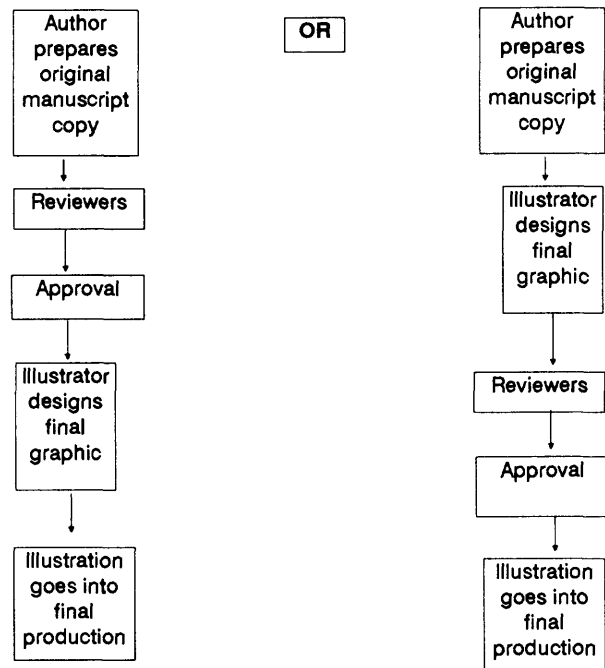 Author
prepares
original
manuscript
copy
Reviewers
Approval
Illustrator
designs
final
graphic
Illustration
goes into
final
production
OR
Author
prepares
original
manuscript
copy
Illustrator
designs
final
graphic
Reviewers
Approval
Illustration
goes into
final
production